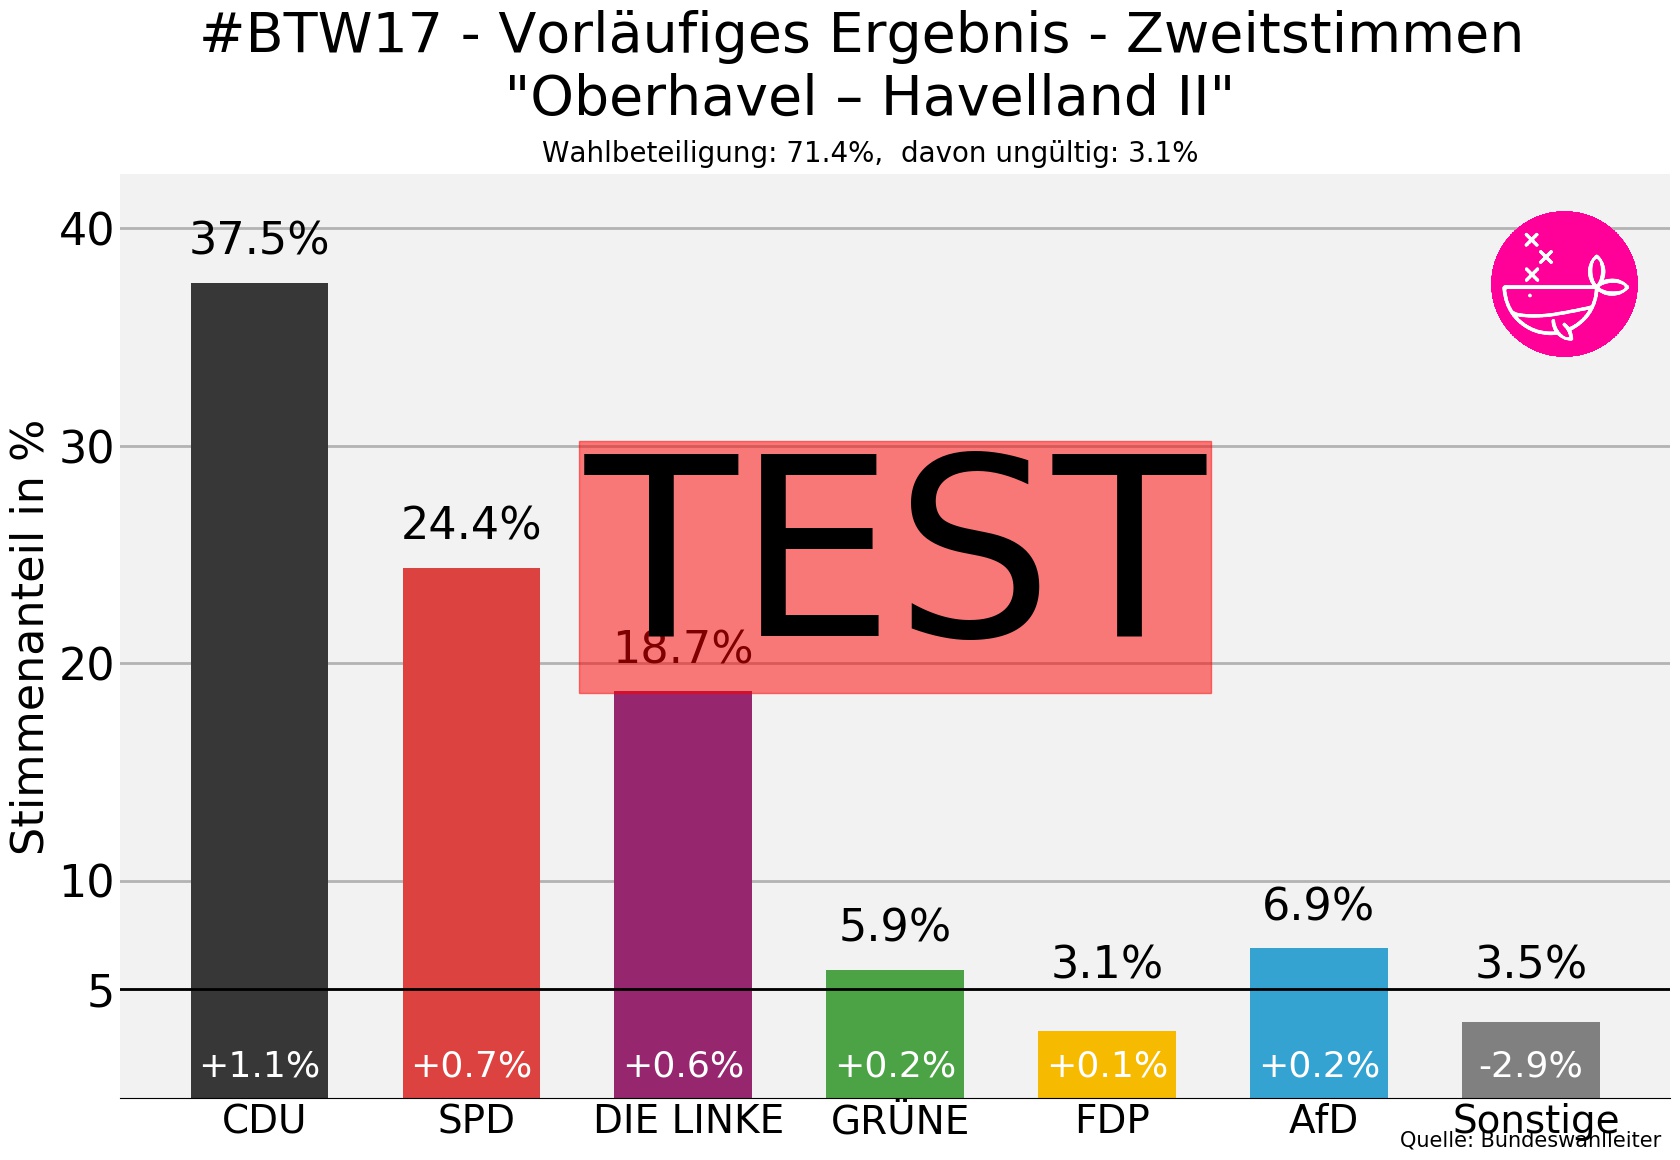 #BTW17 - Vorläufiges Ergebnis - Zweitstimmen
"Oberhavel – Havelland II"
Wahlbeteiligung: 71.4%,  davon ungültig: 3.1%
Stimmenanteil in %
40
30
20
10
5
37.5%
24.4%
18.7%
5.9%
3.1%
6.9%
3.5%
TEST
+1.1%
+0.7%
+0.6%
+0.2%
+0.1%
+0.2%
-2.9%
CDU
SPD
DIE LINKE
GRÜNE
FDP
AfD
Sonstige
Quelle: Bundeswahlleiter